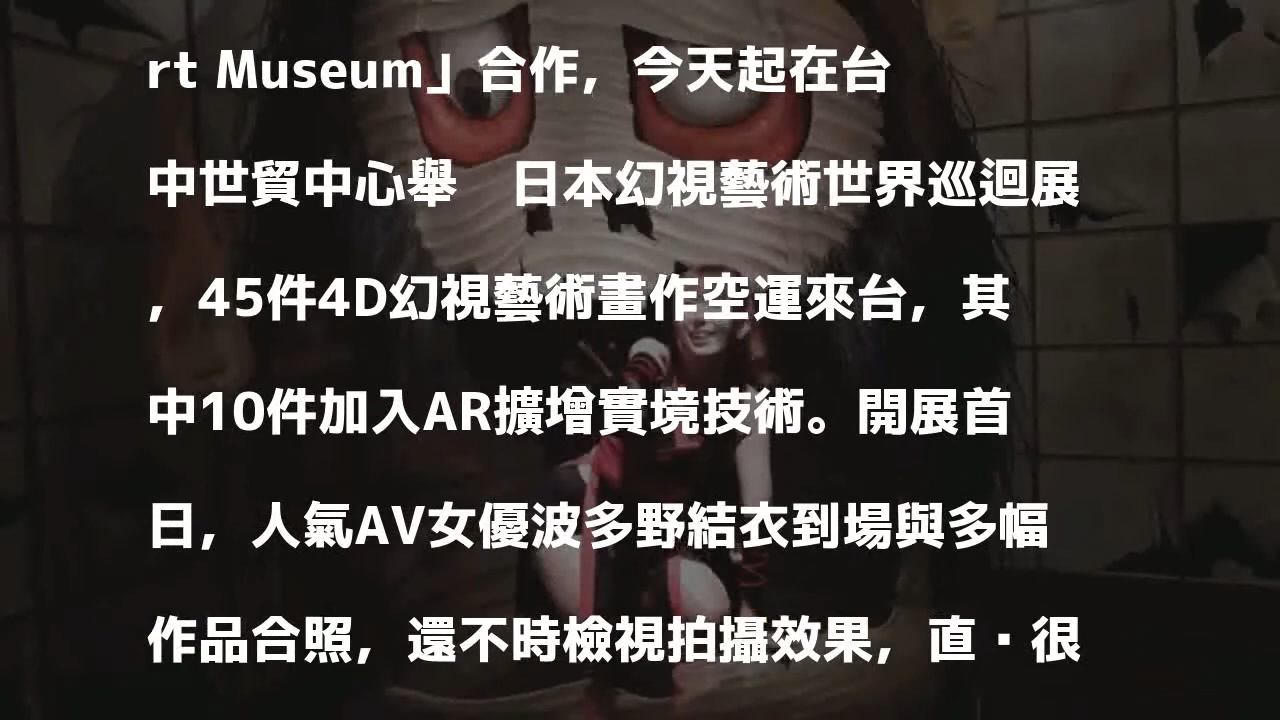 rt Museum」合作，今天起在台
中世貿中心舉　日本幻視藝術世界巡迴展
，45件4D幻視藝術畫作空運來台，其
中10件加入AR擴增實境技術。開展首
日，人氣AV女優波多野結衣到場與多幅
作品合照，還不時檢視拍攝效果，直·很